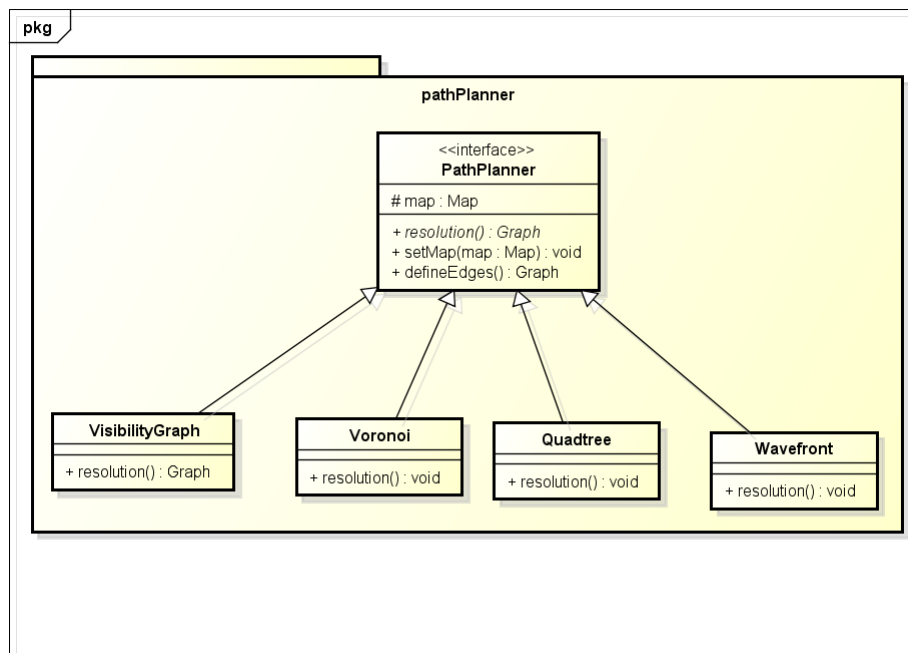 pkg
pathPlanner
<<interface>>
PathPlanner
# map : Map
+ resolution() : Graph
+ setMap(map : Map) : void
+ defineEdges() : Graph
VisibilityGraph
+ resolution() : Graph
Voronoi
+ resolution() : void
Quadtree
+ resolution() : void
Wavefront
+ resolution() : void